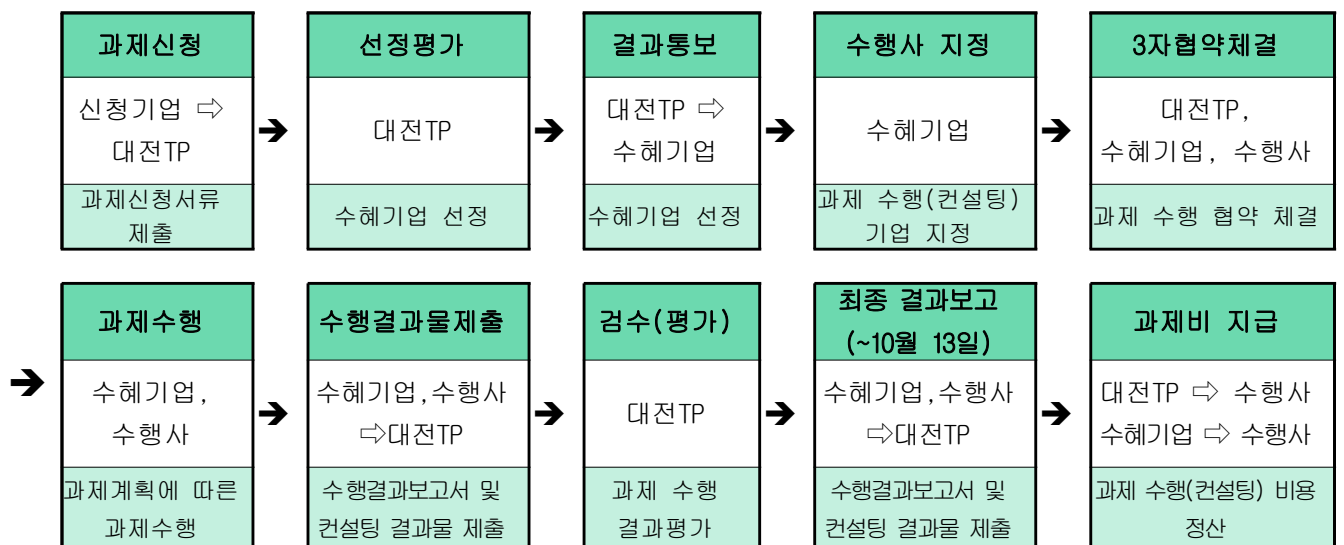 과제신청
신청기업 ⇨
대전TP
과제신청서류
제출
선정평가
대전TP
수혜기업 선정
결과통보
대전TP ⇨
수혜기업
수혜기업 선정
수행사 지정
수혜기업
과제 수행(컨설팅)
기업 지정
3자협약체결
대전TP,
수혜기업, 수행사
과제 수행 협약 체결
과제수행
수혜기업,
수행사
과제계획에 따른
과제수행
수행결과물제출
수혜기업,수행사
⇨대전TP
수행결과보고서 및
컨설팅 결과물 제출
검수(평가)
대전TP
과제 수행
결과평가
최종 결과보고
(~10월 13일)
수혜기업,수행사
⇨대전TP
수행결과보고서 및
컨설팅 결과물 제출
과제비 지급
대전TP ⇨ 수행사
수혜기업 ⇨ 수행사
과제 수행(컨설팅) 비용
정산